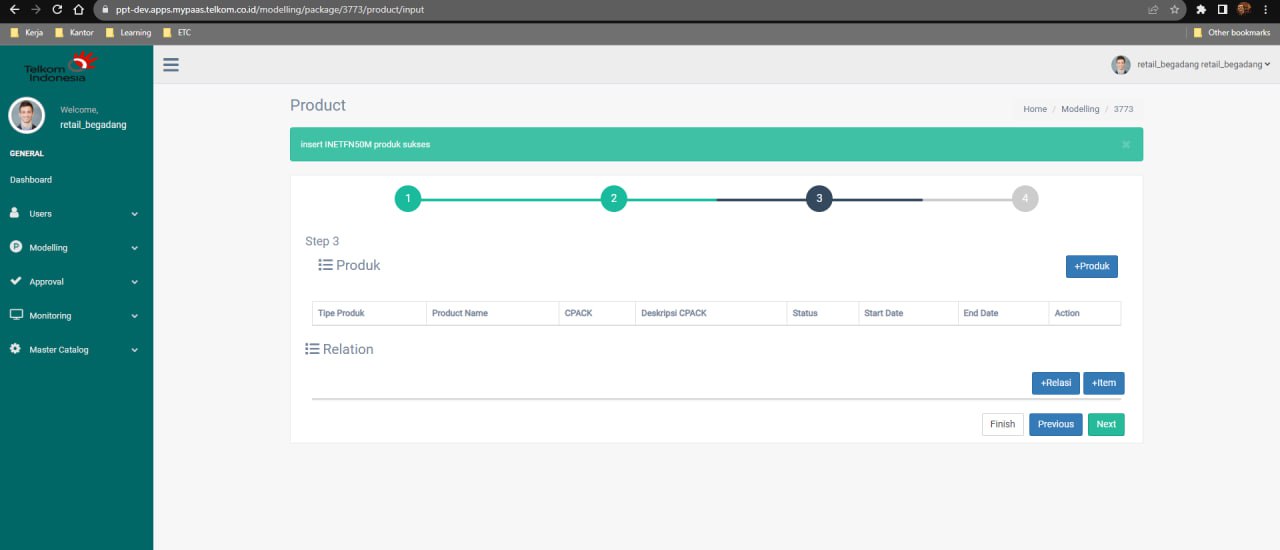 ppt-dev.apps.mypaas.telkom.co.id/modelling/package/3773/product/input
Kerja Kantor Learning ETC Other bookmarks
Telkom
Indonesia
retail_begadang retail_begadang
Welcome,
retail_begadang
GENERAL
Dashboard
Users
Modelling
Approval
Monitoring
Master Catalog
Product
Home / Modelling / 3773
insert INETFN50M produk sukses ×
1 2 3 4
Step 3
Produk
+Produk
Tipe Produk Product Name CPACK Deskripsi CPACK Status Start Date End Date Action
Relation
+Relasi +Item
Finish Previous Next